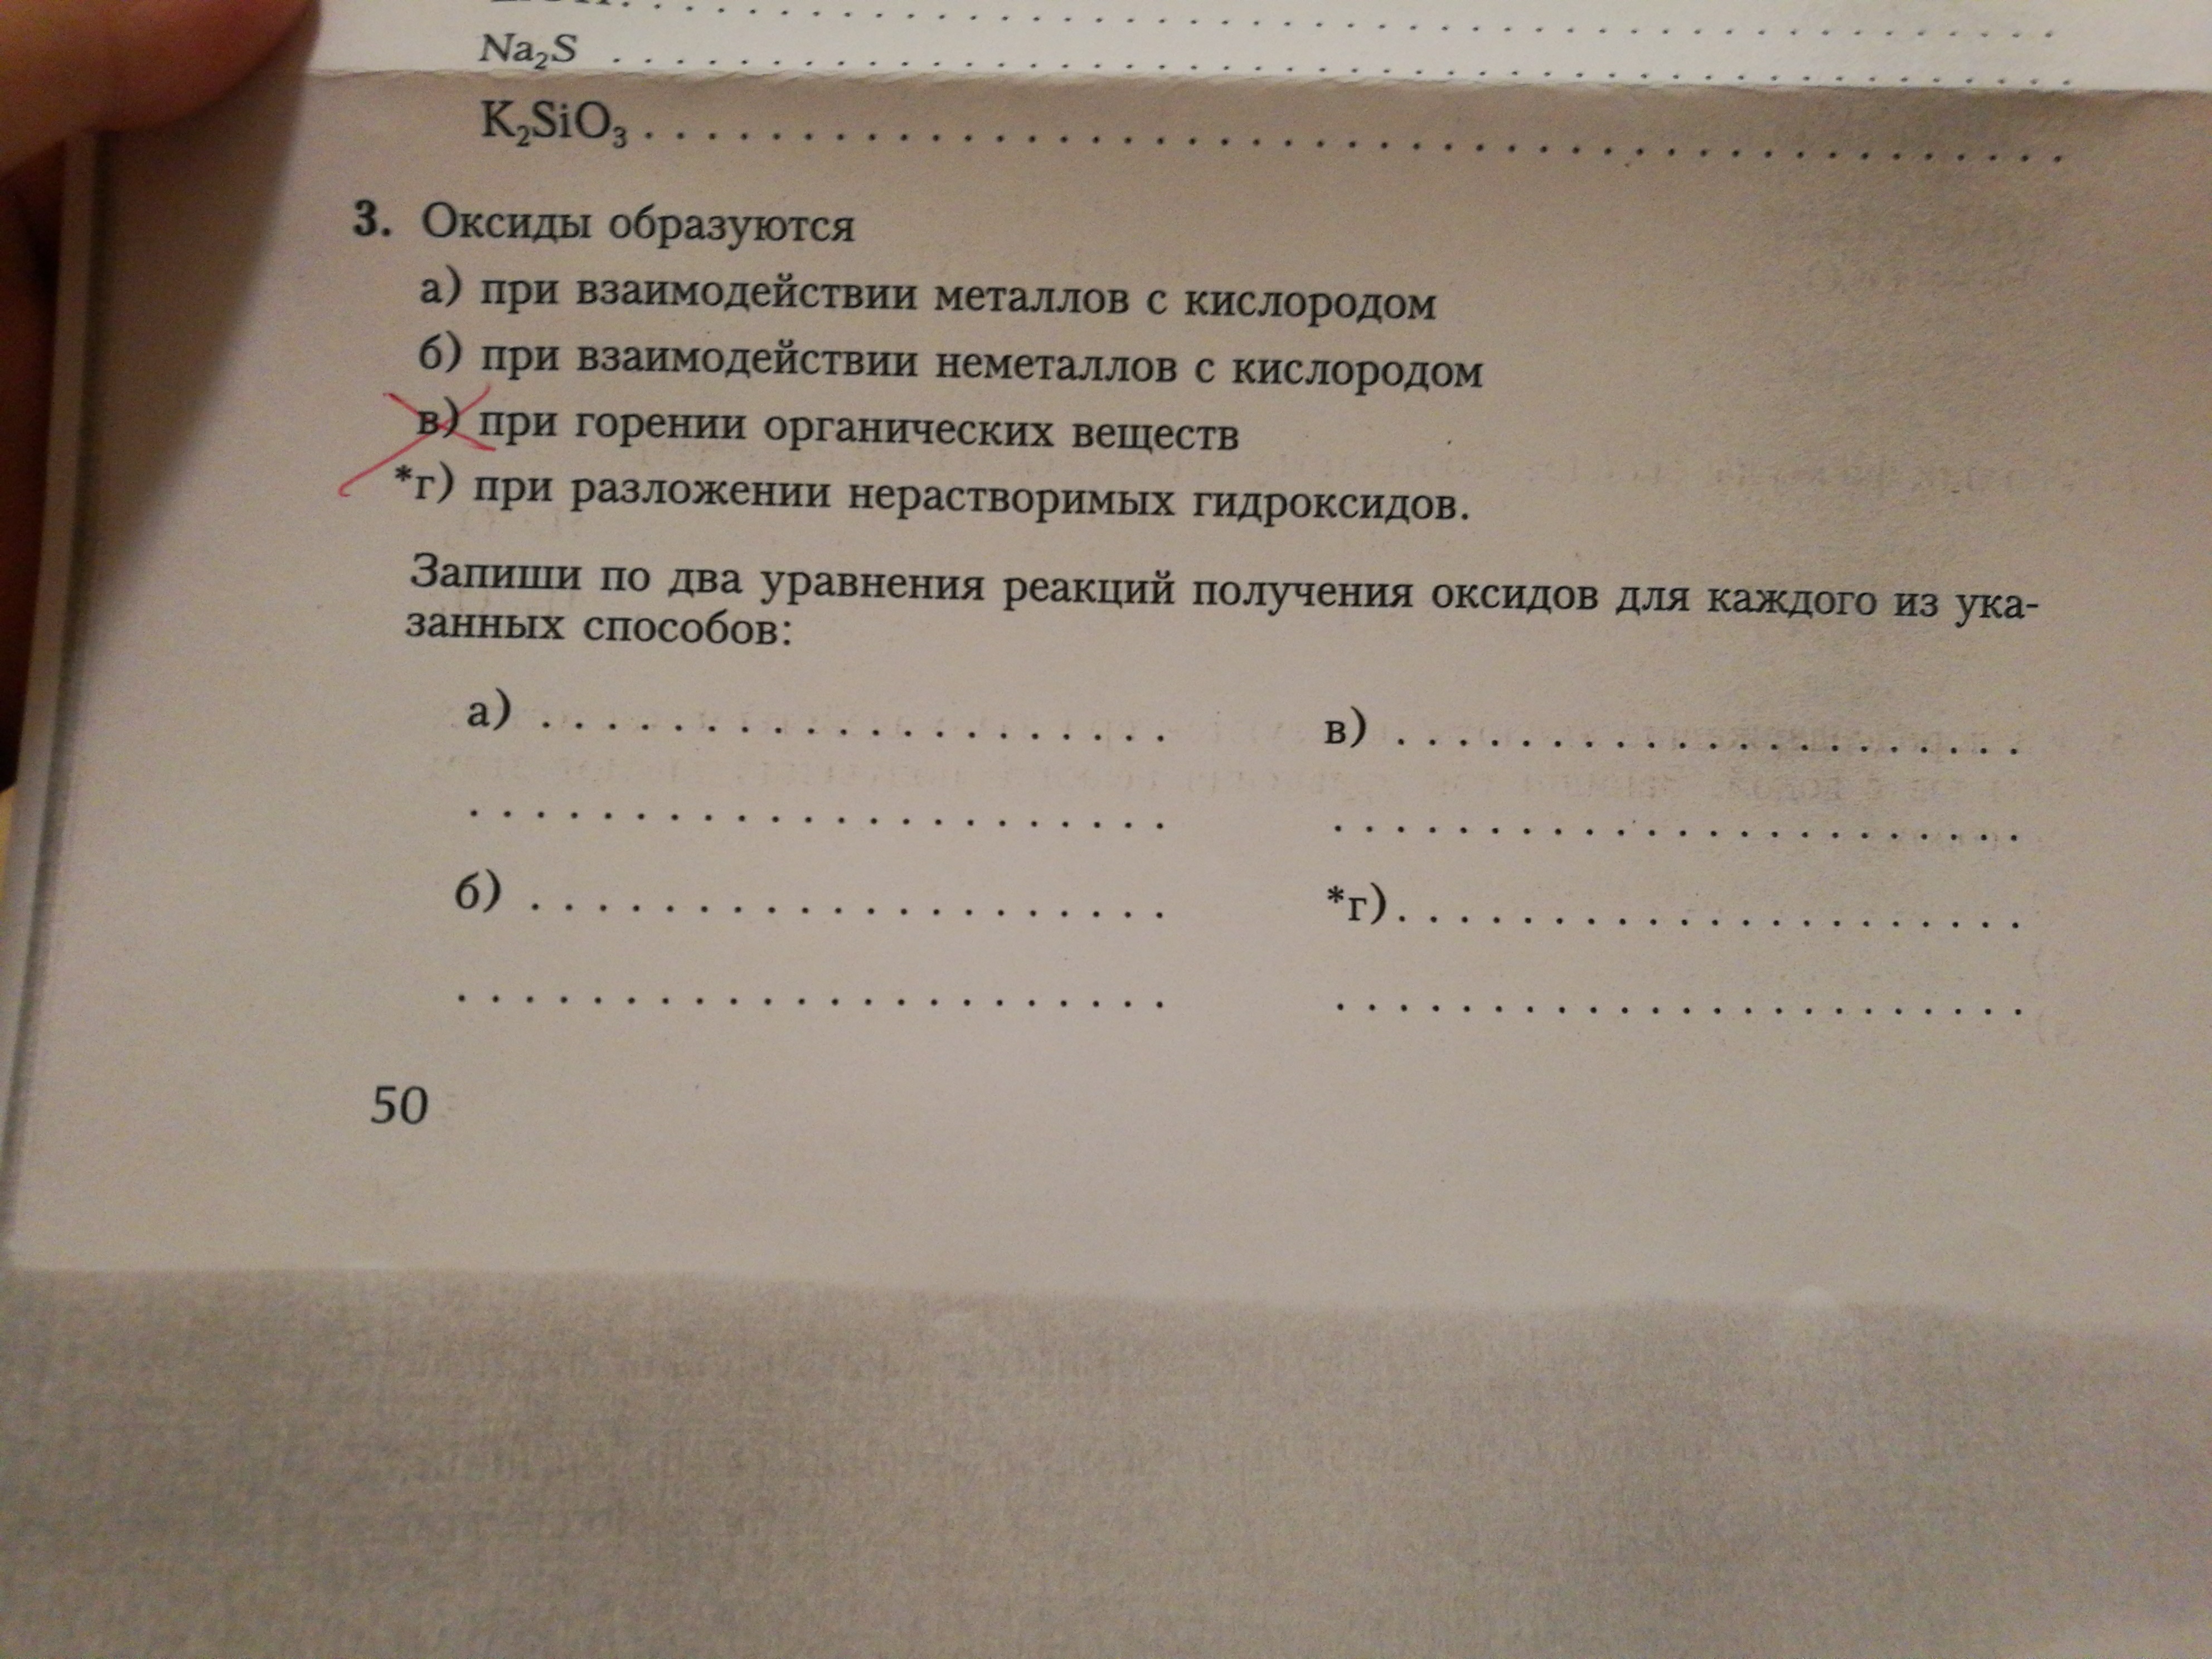 Na₂S . . . . . . . . . . . . . . . . . . . . . . . . . . . . . . . . . . . . . . . . . . . .
K₂SiO₃ . . . . . . . . . . . . . . . . . . . . . . . . . . . . . . . . . . . . . . . . . .
3. Оксиды образуются
а) при взаимодействии металлов с кислородом
б) при взаимодействии неметаллов с кислородом
в) при горении органических веществ
*г) при разложении нерастворимых гидроксидов.
Запиши по два уравнения реакций получения оксидов для каждого из ука-
занных способов:
а) . . . . . . . . . . . . . . . . . . . . в) . . . . . . . . . . . . . . . . . . . .
б) . . . . . . . . . . . . . . . . . . . . *г) . . . . . . . . . . . . . . . . . . . .
50